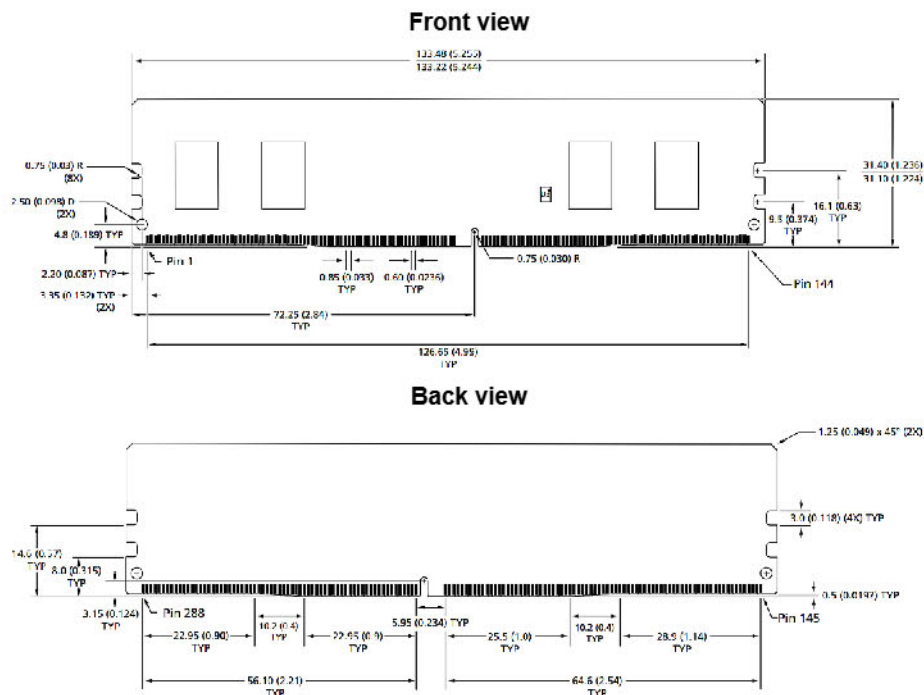 Front view
133.48 (5.255)
133.22 (5.244)
0.75 (0.03) R
(8X)
2.50 (0.098) D
(2X)
4.8 (0.189) TYP
2.20 (0.087) TYP
3.35 (0.132) TYP
(2X)
Pin 1
0.85 (0.033)
TYP
0.60 (0.0236)
TYP
0.75 (0.030) R
Pin 144
31.40 (1.236)
31.10 (1.224)
16.1 (0.63)
TYP
9.5 (0.374)
TYP
72.25 (2.84)
TYP
126.65 (4.99)
TYP
Back view
1.25 (0.049) x 45° (2X)
3.0 (0.118) (4X) TYP
14.6 (0.57)
TYP
8.0 (0.315)
TYP
0.5 (0.0197) TYP
3.15 (0.124)
TYP
Pin 288
Pin 145
5.95 (0.234) TYP
22.95 (0.90)
TYP
10.2 (0.4)
TYP
22.95 (0.9)
TYP
25.5 (1.0)
TYP
10.2 (0.4)
TYP
28.9 (1.14)
TYP
56.10 (2.21)
TYP
64.6 (2.54)
TYP